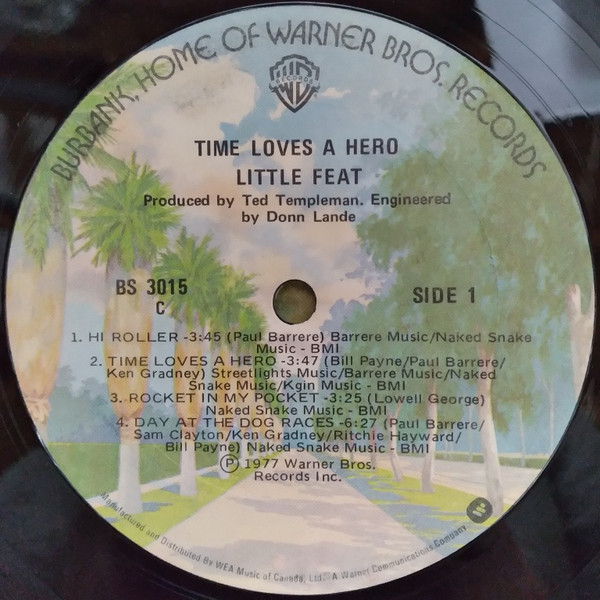 BURBANK, HOME OF WARNER BROS. RECORDS
WB
RECORDS
TIME LOVES A HERO
LITTLE FEAT
Produced by Ted Templeman. Engineered
by Donn Lande
BS 3015
C
SIDE 1
1. HI ROLLER -3:45 (Paul Barrere) Barrere Music/Naked Snake
Music - BMI
2. TIME LOVES A HERO -3:47 (Bill Payne/Paul Barrere/
Ken Gradney) Streetlights Music/Barrere Music/Naked
Snake Music/Kgin Music - BMI
3. ROCKET IN MY POCKET -3:25 (Lowell George)
Naked Snake Music - BMI
4. DAY AT THE DOG RACES -6:27 (Paul Barrere/
Sam Clayton/Ken Gradney/Ritchie Hayward/
Bill Payne) Naked Snake Music - BMI
Ⓟ 1977 Warner Bros.
Records Inc.
Manufactured and Distributed By WEA Music of Canada, Ltd. A Warner Communications Company